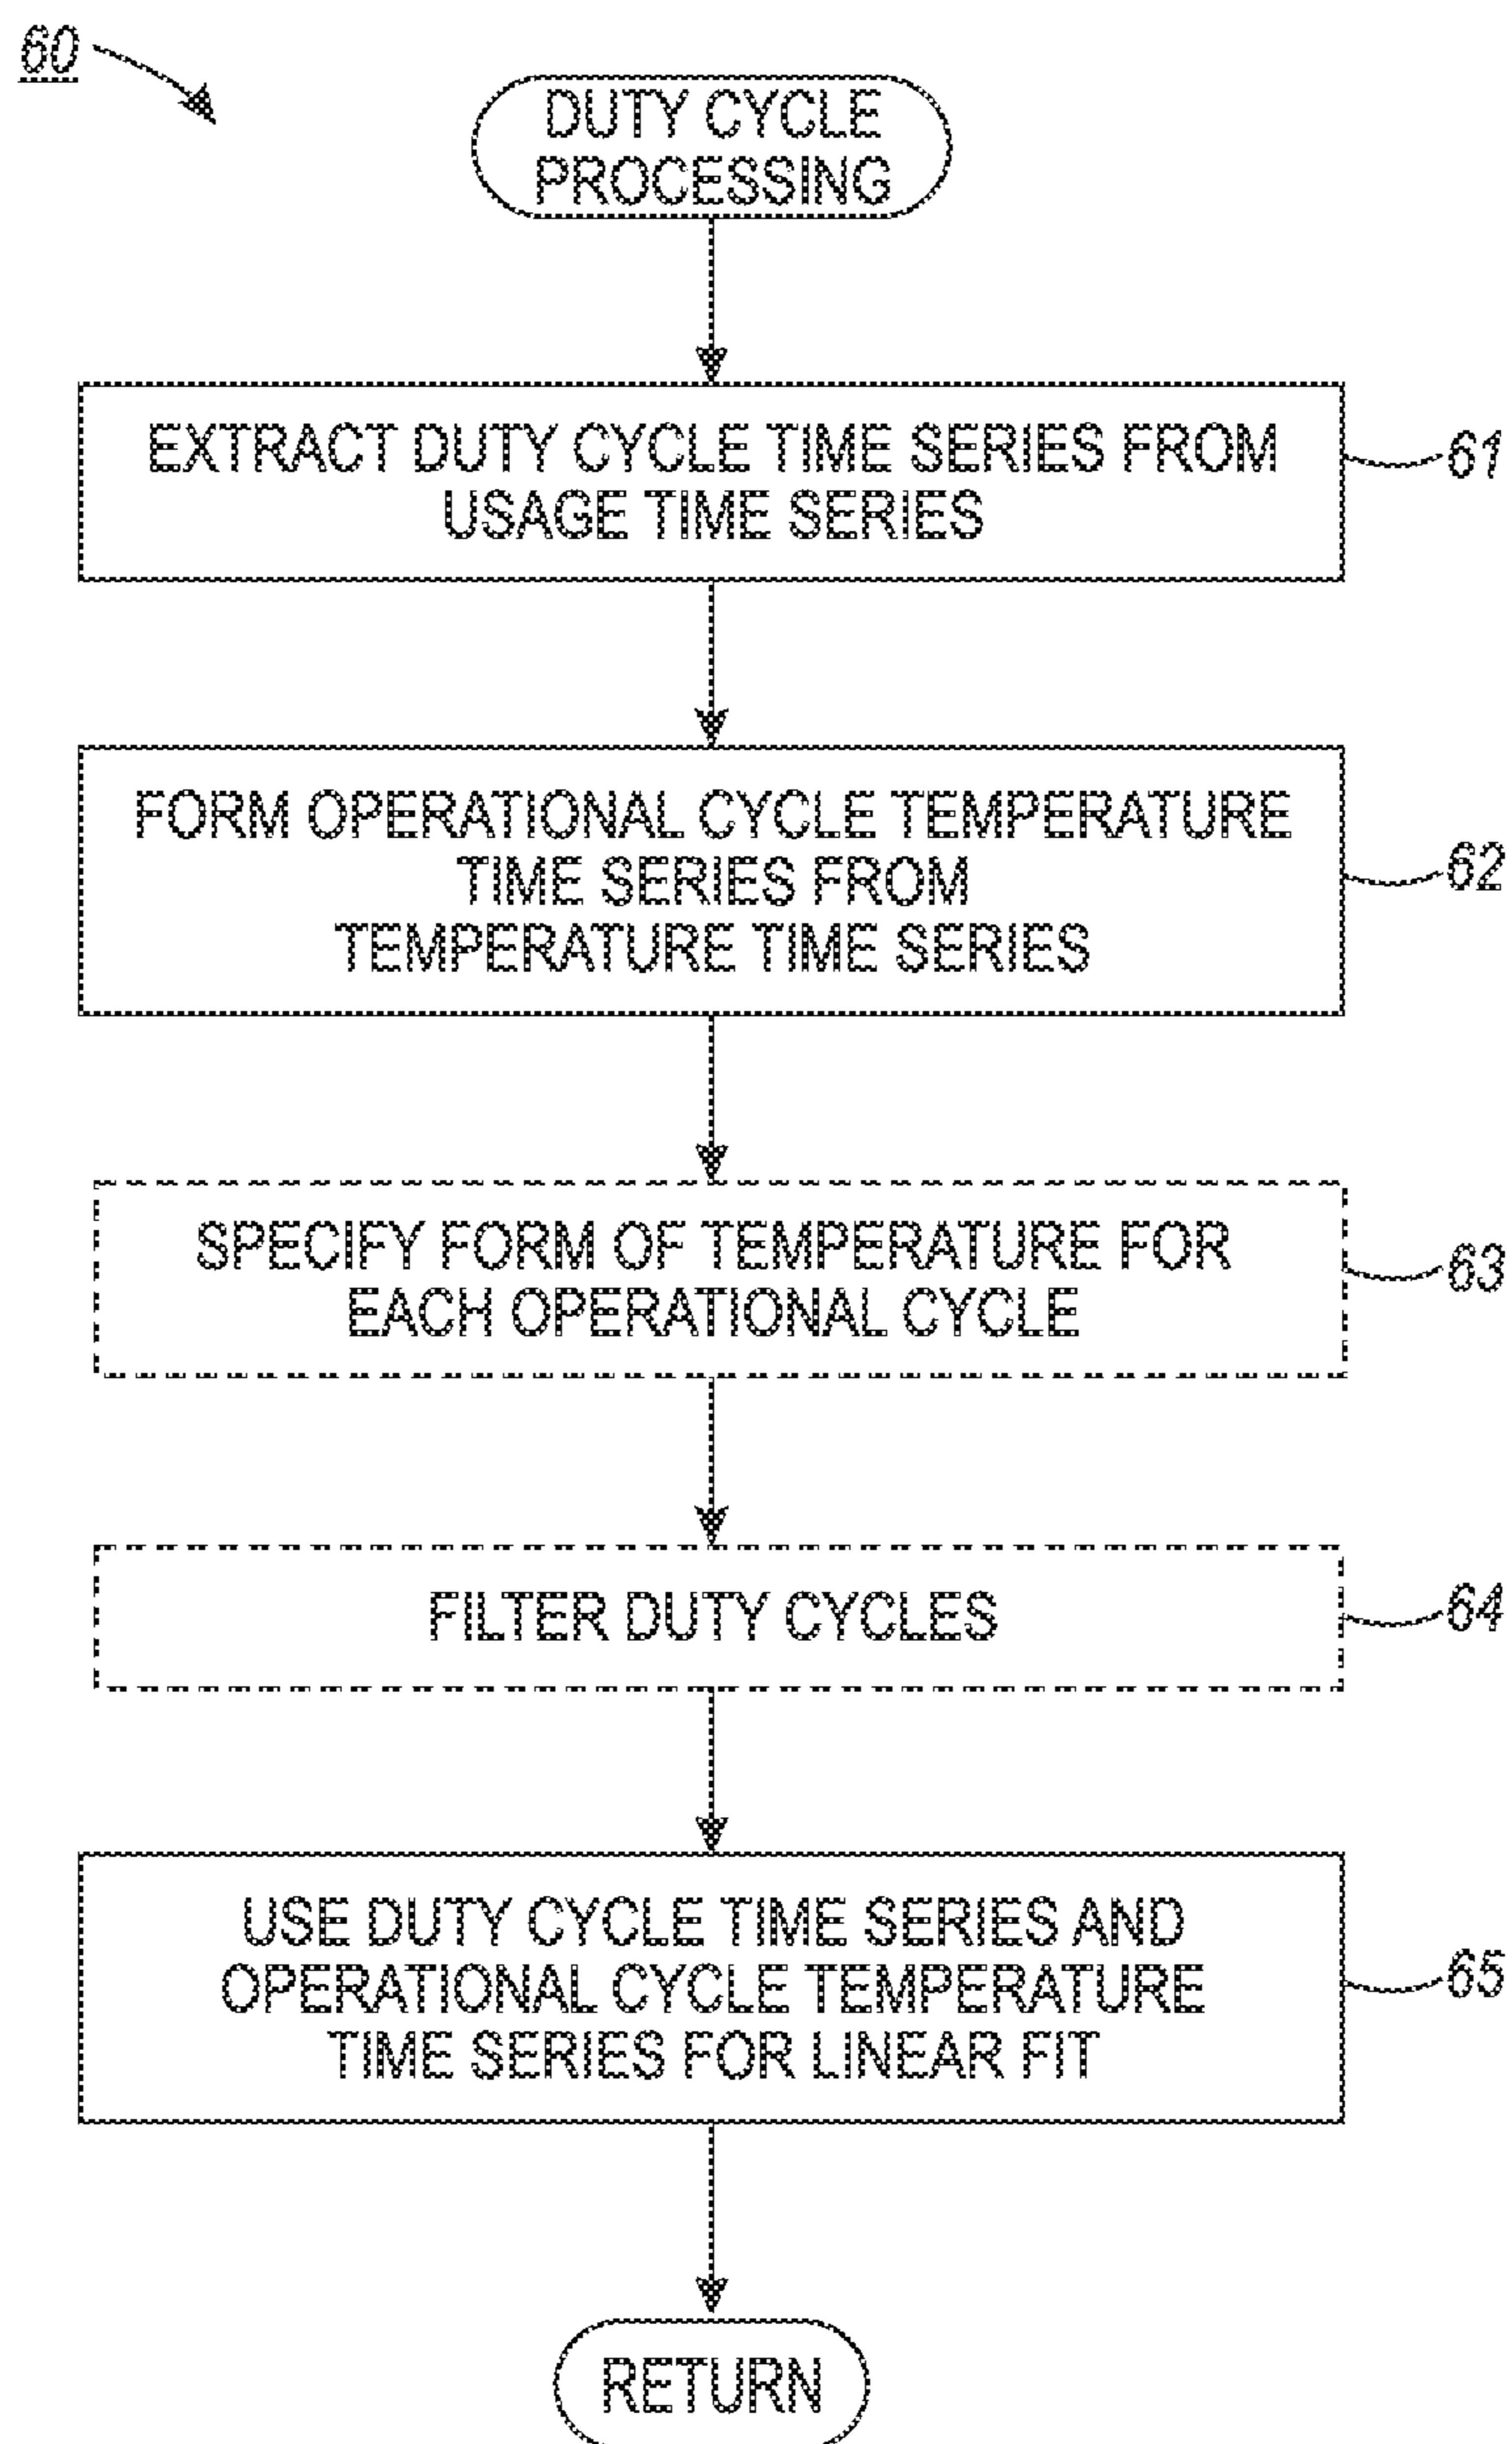 60
DUTY CYCLE
PROCESSING
EXTRACT DUTY CYCLE TIME SERIES FROM
USAGE TIME SERIES
61
FORM OPERATIONAL CYCLE TEMPERATURE
TIME SERIES FROM
TEMPERATURE TIME SERIES
62
SPECIFY FORM OF TEMPERATURE FOR
EACH OPERATIONAL CYCLE
63
FILTER DUTY CYCLES
64
USE DUTY CYCLE TIME SERIES AND
OPERATIONAL CYCLE TEMPERATURE
TIME SERIES FOR LINEAR FIT
65
RETURN